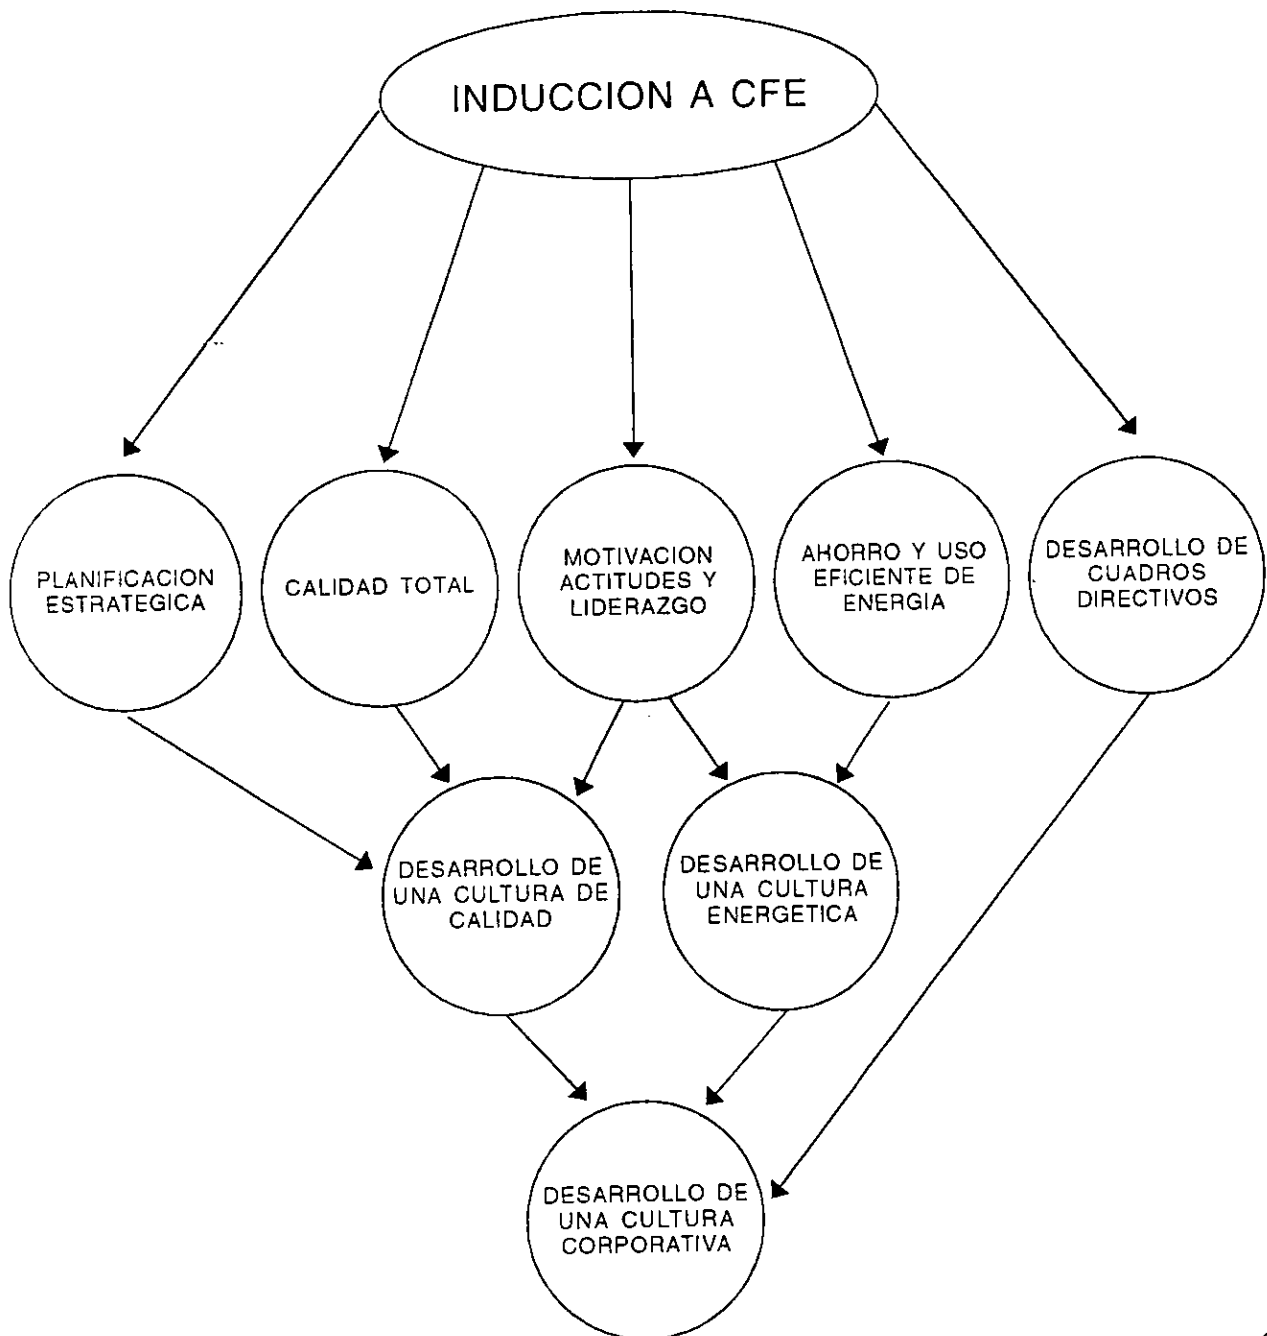 INDUCCION A CFE
PLANIFICACION
ESTRATEGICA
CALIDAD TOTAL
MOTIVACION
ACTITUDES Y
LIDERAZGO
AHORRO Y USO
EFICIENTE DE
ENERGIA
DESARROLLO DE
CUADROS
DIRECTIVOS
DESARROLLO DE
UNA CULTURA DE
CALIDAD
DESARROLLO DE
UNA CULTURA
ENERGETICA
DESARROLLO DE
UNA CULTURA
CORPORATIVA